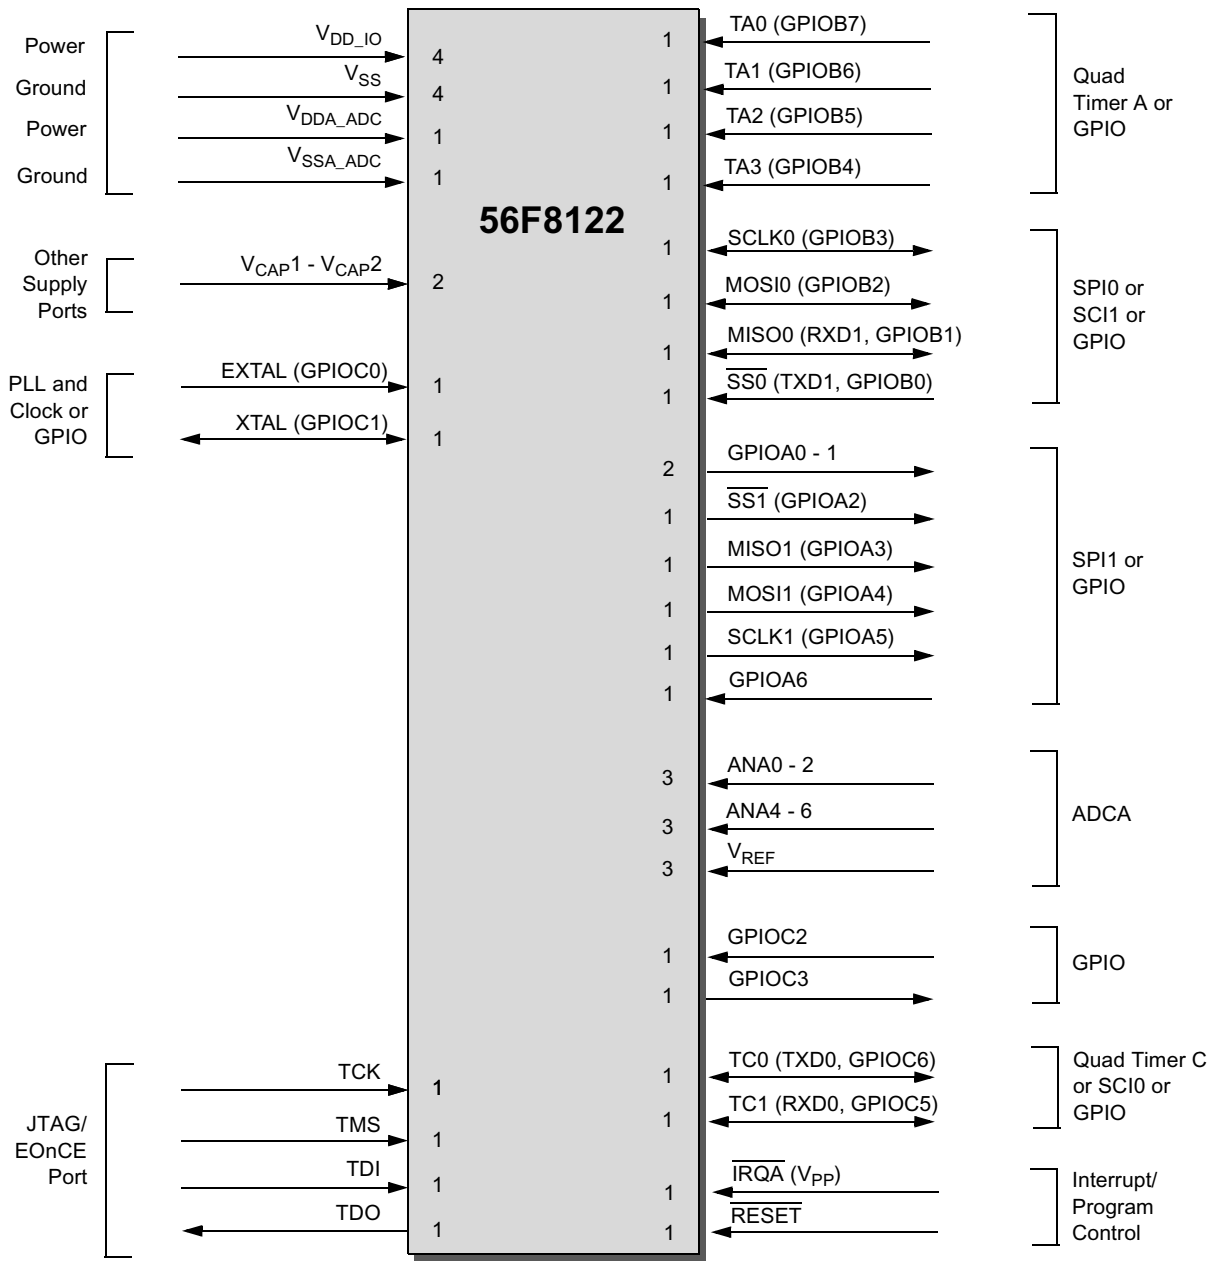 56F8122
Power
V_DD_IO
4
Ground
V_SS
4
Power
V_DDA_ADC
1
Ground
V_SSA_ADC
1
Other
Supply
Ports
V_CAP1 - V_CAP2
2
PLL and
Clock or
GPIO
EXTAL (GPIOC0)
1
XTAL (GPIOC1)
1
JTAG/
EOnCE
Port
TCK
1
TMS
1
TDI
1
TDO
1
1
TA0 (GPIOB7)
1
TA1 (GPIOB6)
1
TA2 (GPIOB5)
1
TA3 (GPIOB4)
Quad
Timer A or
GPIO
1
SCLK0 (GPIOB3)
1
MOSI0 (GPIOB2)
1
MISO0 (RXD1, GPIOB1)
1
SS0 (TXD1, GPIOB0)
SPI0 or
SCI1 or
GPIO
2
GPIOA0 - 1
1
SS1 (GPIOA2)
1
MISO1 (GPIOA3)
1
MOSI1 (GPIOA4)
1
SCLK1 (GPIOA5)
1
GPIOA6
SPI1 or
GPIO
3
ANA0 - 2
3
ANA4 - 6
3
V_REF
ADCA
1
GPIOC2
1
GPIOC3
GPIO
1
TC0 (TXD0, GPIOC6)
1
TC1 (RXD0, GPIOC5)
Quad Timer C
or SCI0 or
GPIO
1
IRQA (V_PP)
1
RESET
Interrupt/
Program
Control